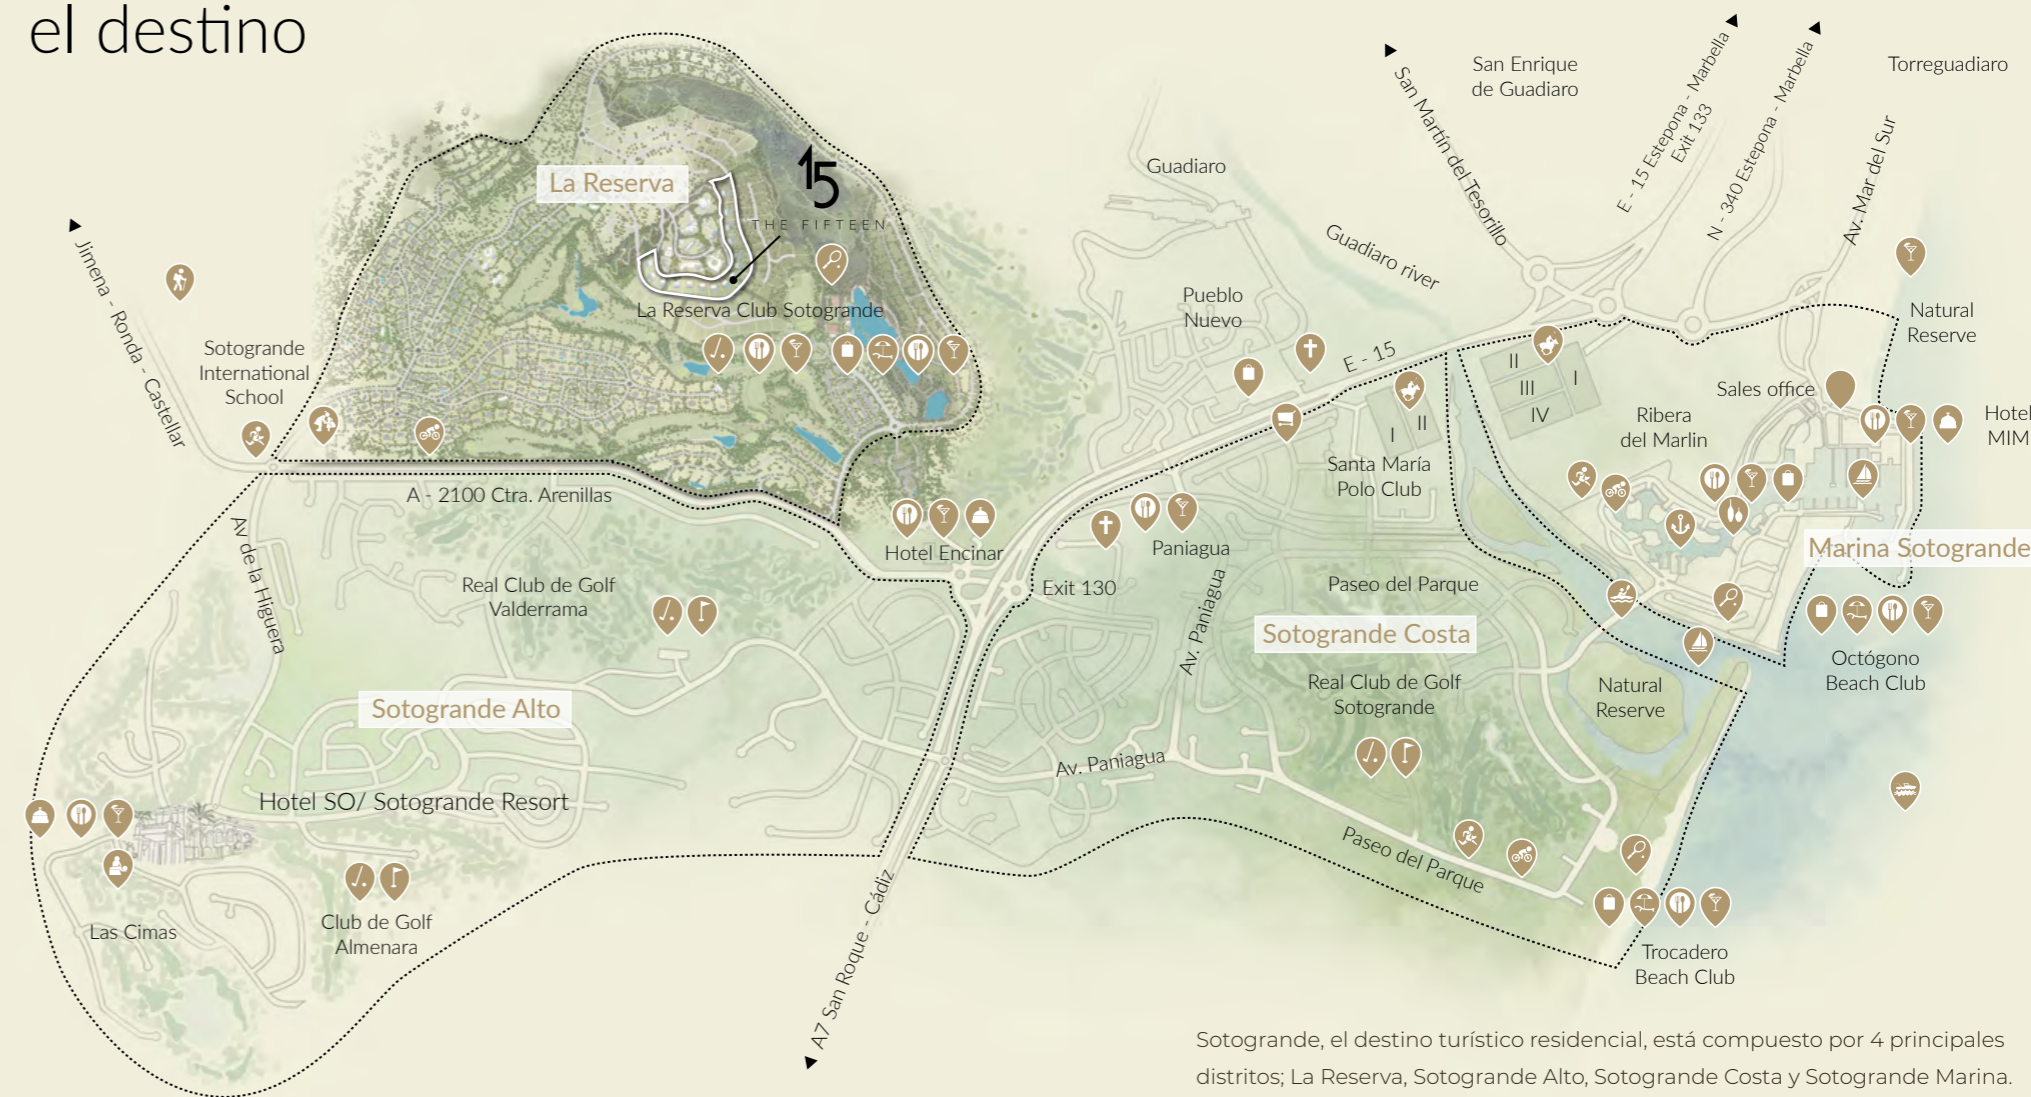 el destino
San Enrique
de Guadiaro
Torreguadiaro
San Martín del Tesorillo
E - 15 Estepona - Marbella
Exit 133
N - 340 Estepona - Marbella
Av. Mar del Sur
Guadiaro
Guadiaro river
La Reserva
15
THE FIFTEEN
La Reserva Club Sotogrande
Jimena - Ronda - Castellar
Sotogrande
International
School
Pueblo
Nuevo
E - 15
Natural
Reserve
II
III
IV
I
Sales office
Ribera
del Marlin
Hotel
MIM
I
II
Santa María
Polo Club
A - 2100 Ctra. Arenillas
Av de la Higuera
Hotel Encinar
Paniagua
Marina Sotogrande
Real Club de Golf
Valderrama
Exit 130
Av. Paniagua
Paseo del Parque
Sotogrande Costa
Octógono
Beach Club
Real Club de Golf
Sotogrande
Natural
Reserve
Sotogrande Alto
Av. Paniagua
Hotel SO/ Sotogrande Resort
Paseo del Parque
Las Cimas
Club de Golf
Almenara
A7 San Roque - Cádiz
Trocadero
Beach Club
Sotogrande, el destino turístico residencial, está compuesto por 4 principales
distritos; La Reserva, Sotogrande Alto, Sotogrande Costa y Sotogrande Marina.